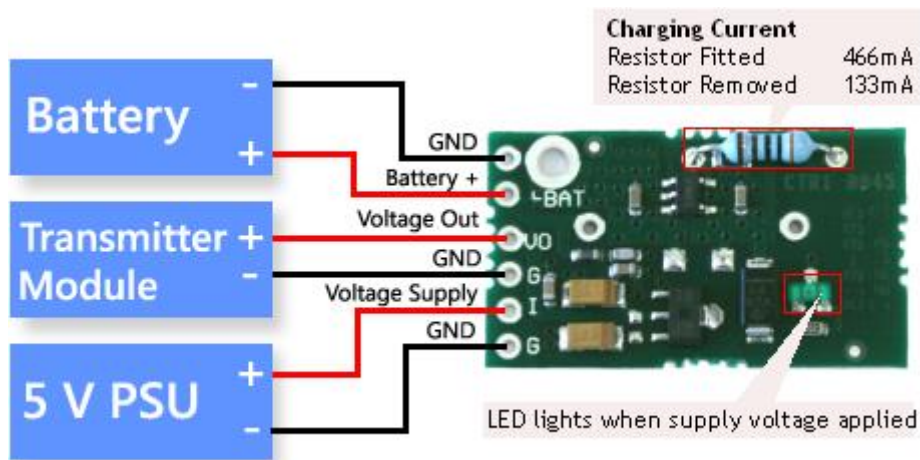 Charging Current
Resistor Fitted 466mA
Resistor Removed 133mA
Battery
-
+
GND
Battery +
BAT
Transmitter
Module
+
-
Voltage Out
VO
GND
G
Voltage Supply
I
GND
G
5 V PSU
+
-
LED lights when supply voltage applied